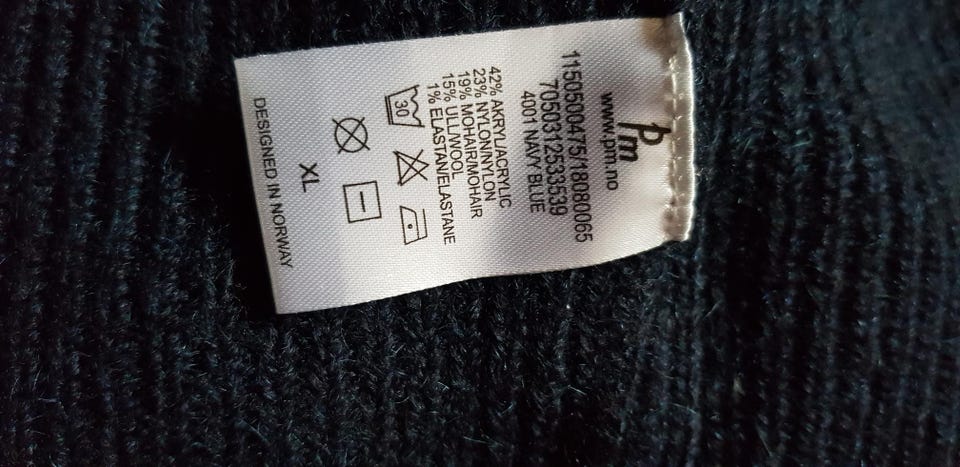 pm
www.pm.no
1150500475/18080065
7050312533539
4001 NAVY BLUE
42% AKRYL/ACRYLIC
23% NYLON/NYLON
19% MOHAIR/MOHAIR
15% ULL/WOOL
1% ELASTAN/ELASTANE
30
XL
DESIGNED IN NORWAY